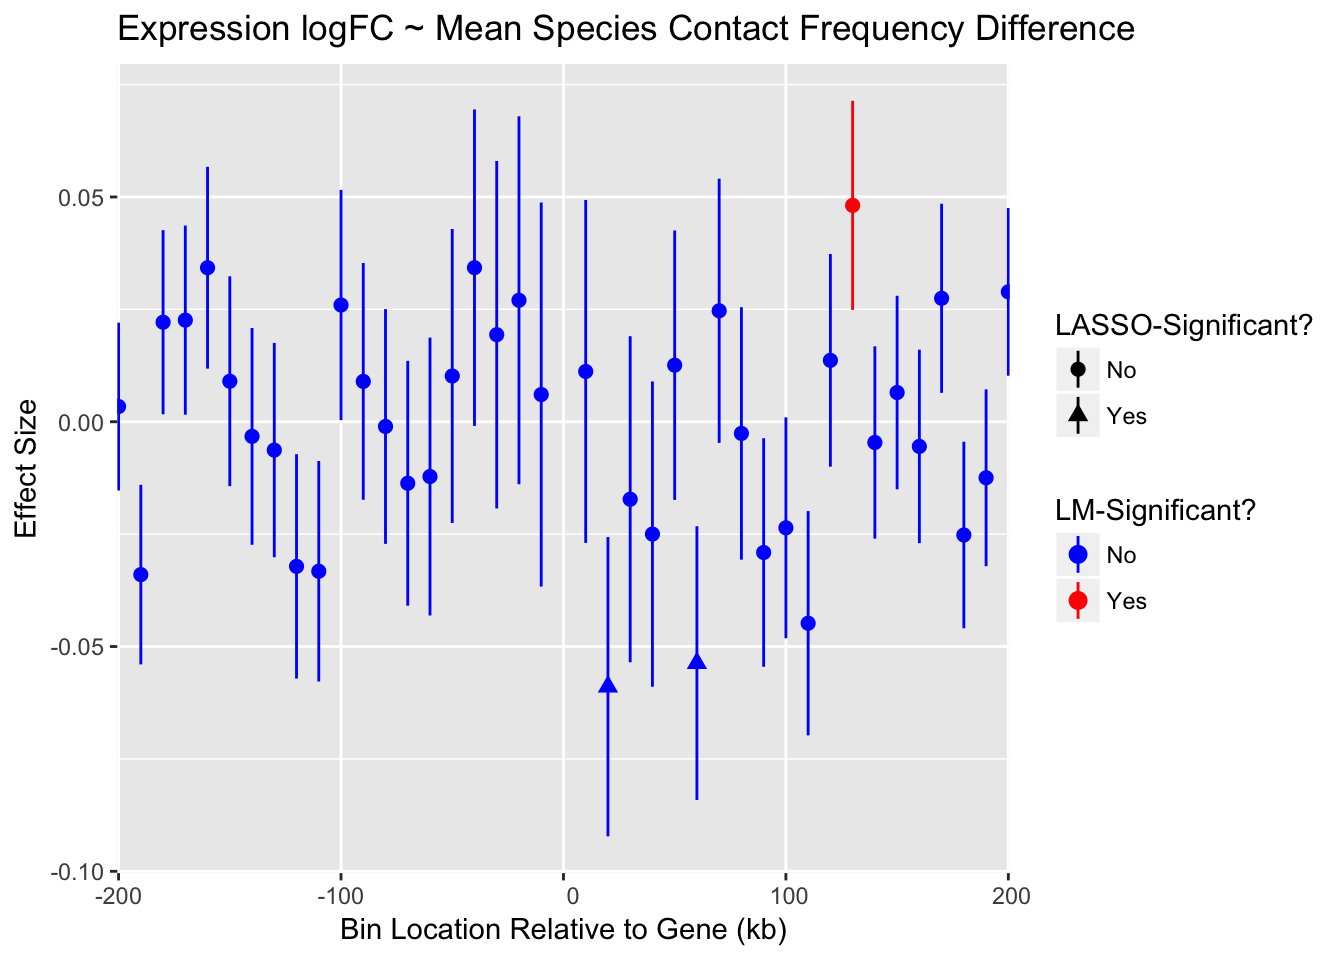 Expression logFC ~ Mean Species Contact Frequency Difference
0.05
0.00
-0.05
-0.10
Effect Size
-200
-100
0
100
200
Bin Location Relative to Gene (kb)
LASSO-Significant?
No
Yes
LM-Significant?
No
Yes